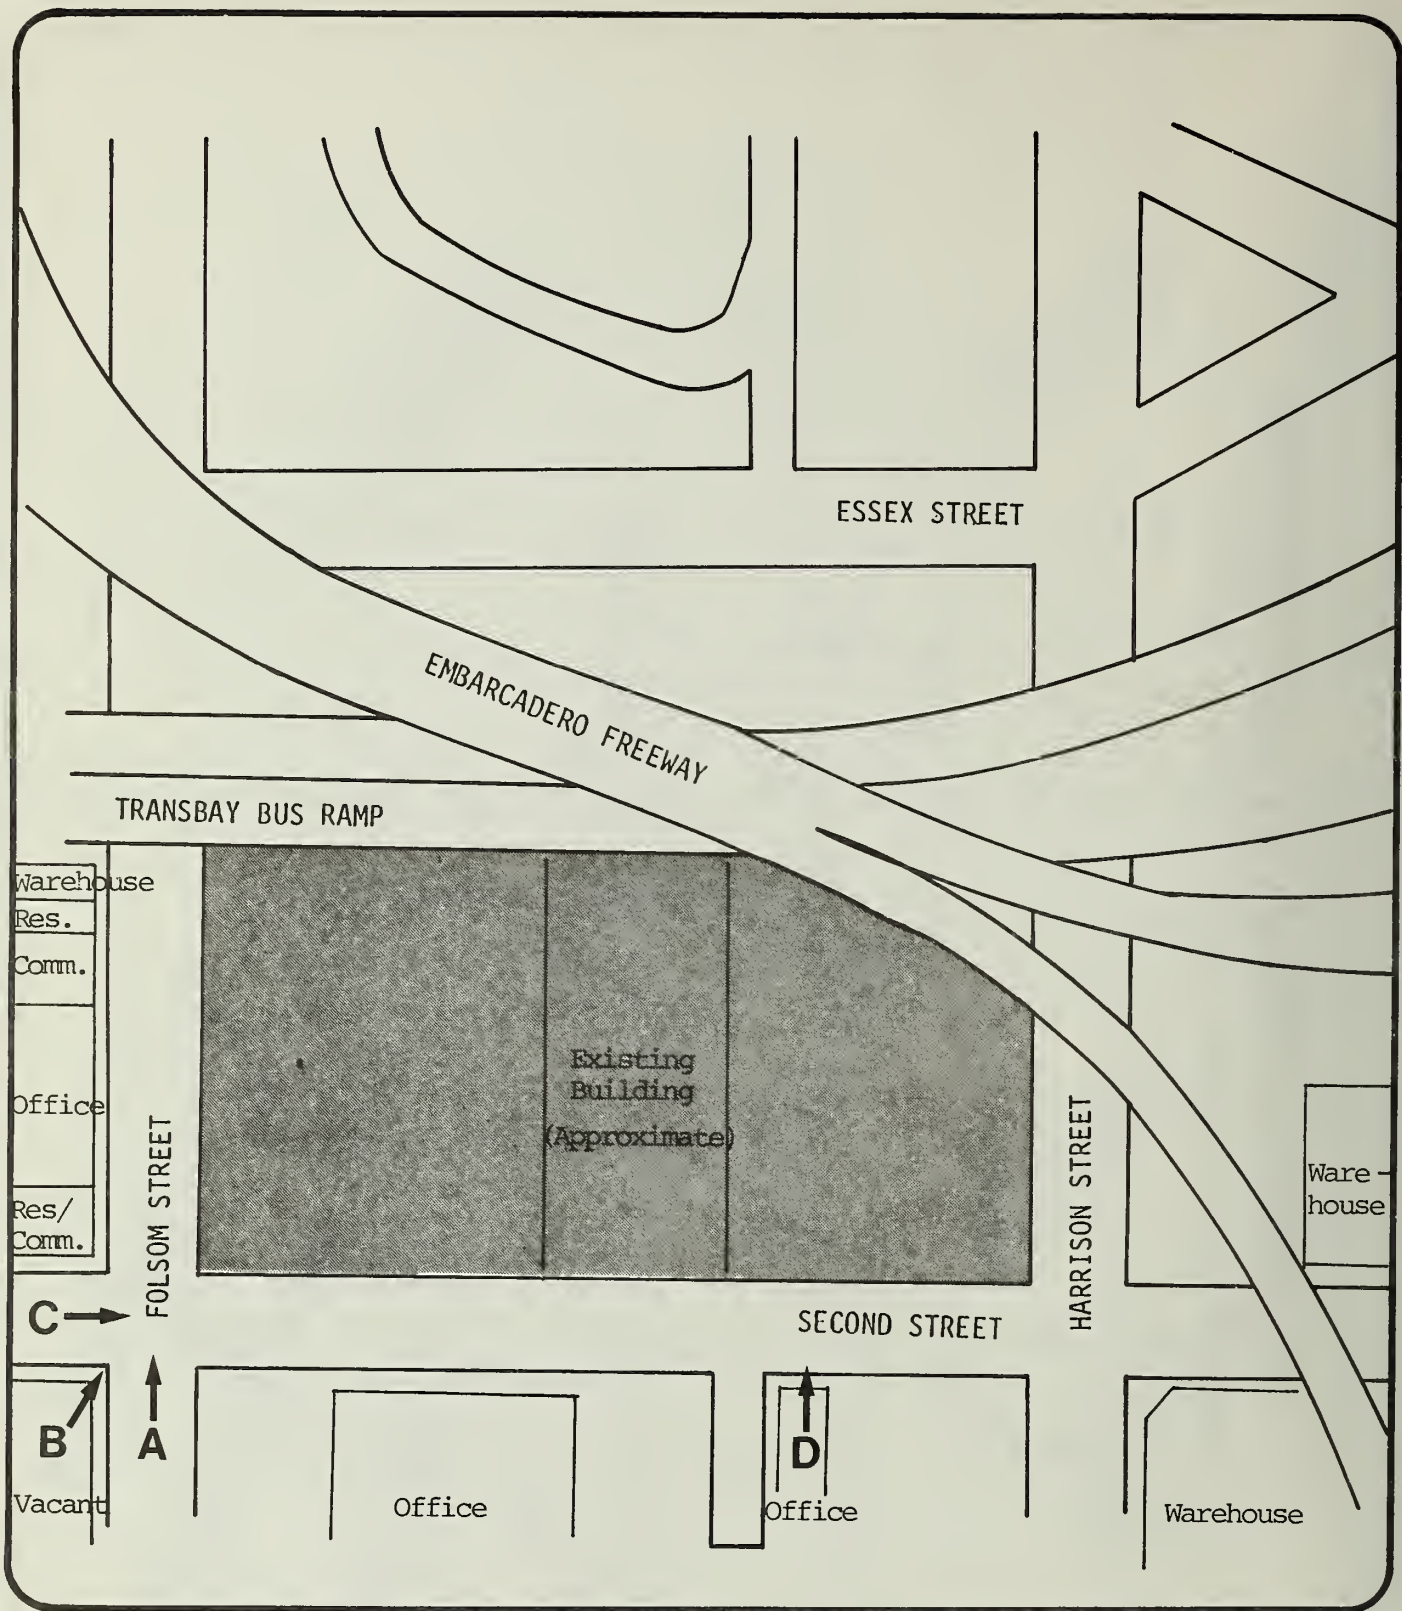 ESSEX STREET
EMBARCADERO FREEWAY
TRANSBAY BUS RAMP
Warehouse
Res.
Comm.
Office
Res/
Comm.
FOLSOM STREET
Existing
Building
(Approximate)
HARRISON STREET
Ware-
house
C
SECOND STREET
B
A
D
Vacant
Office
Office
Warehouse